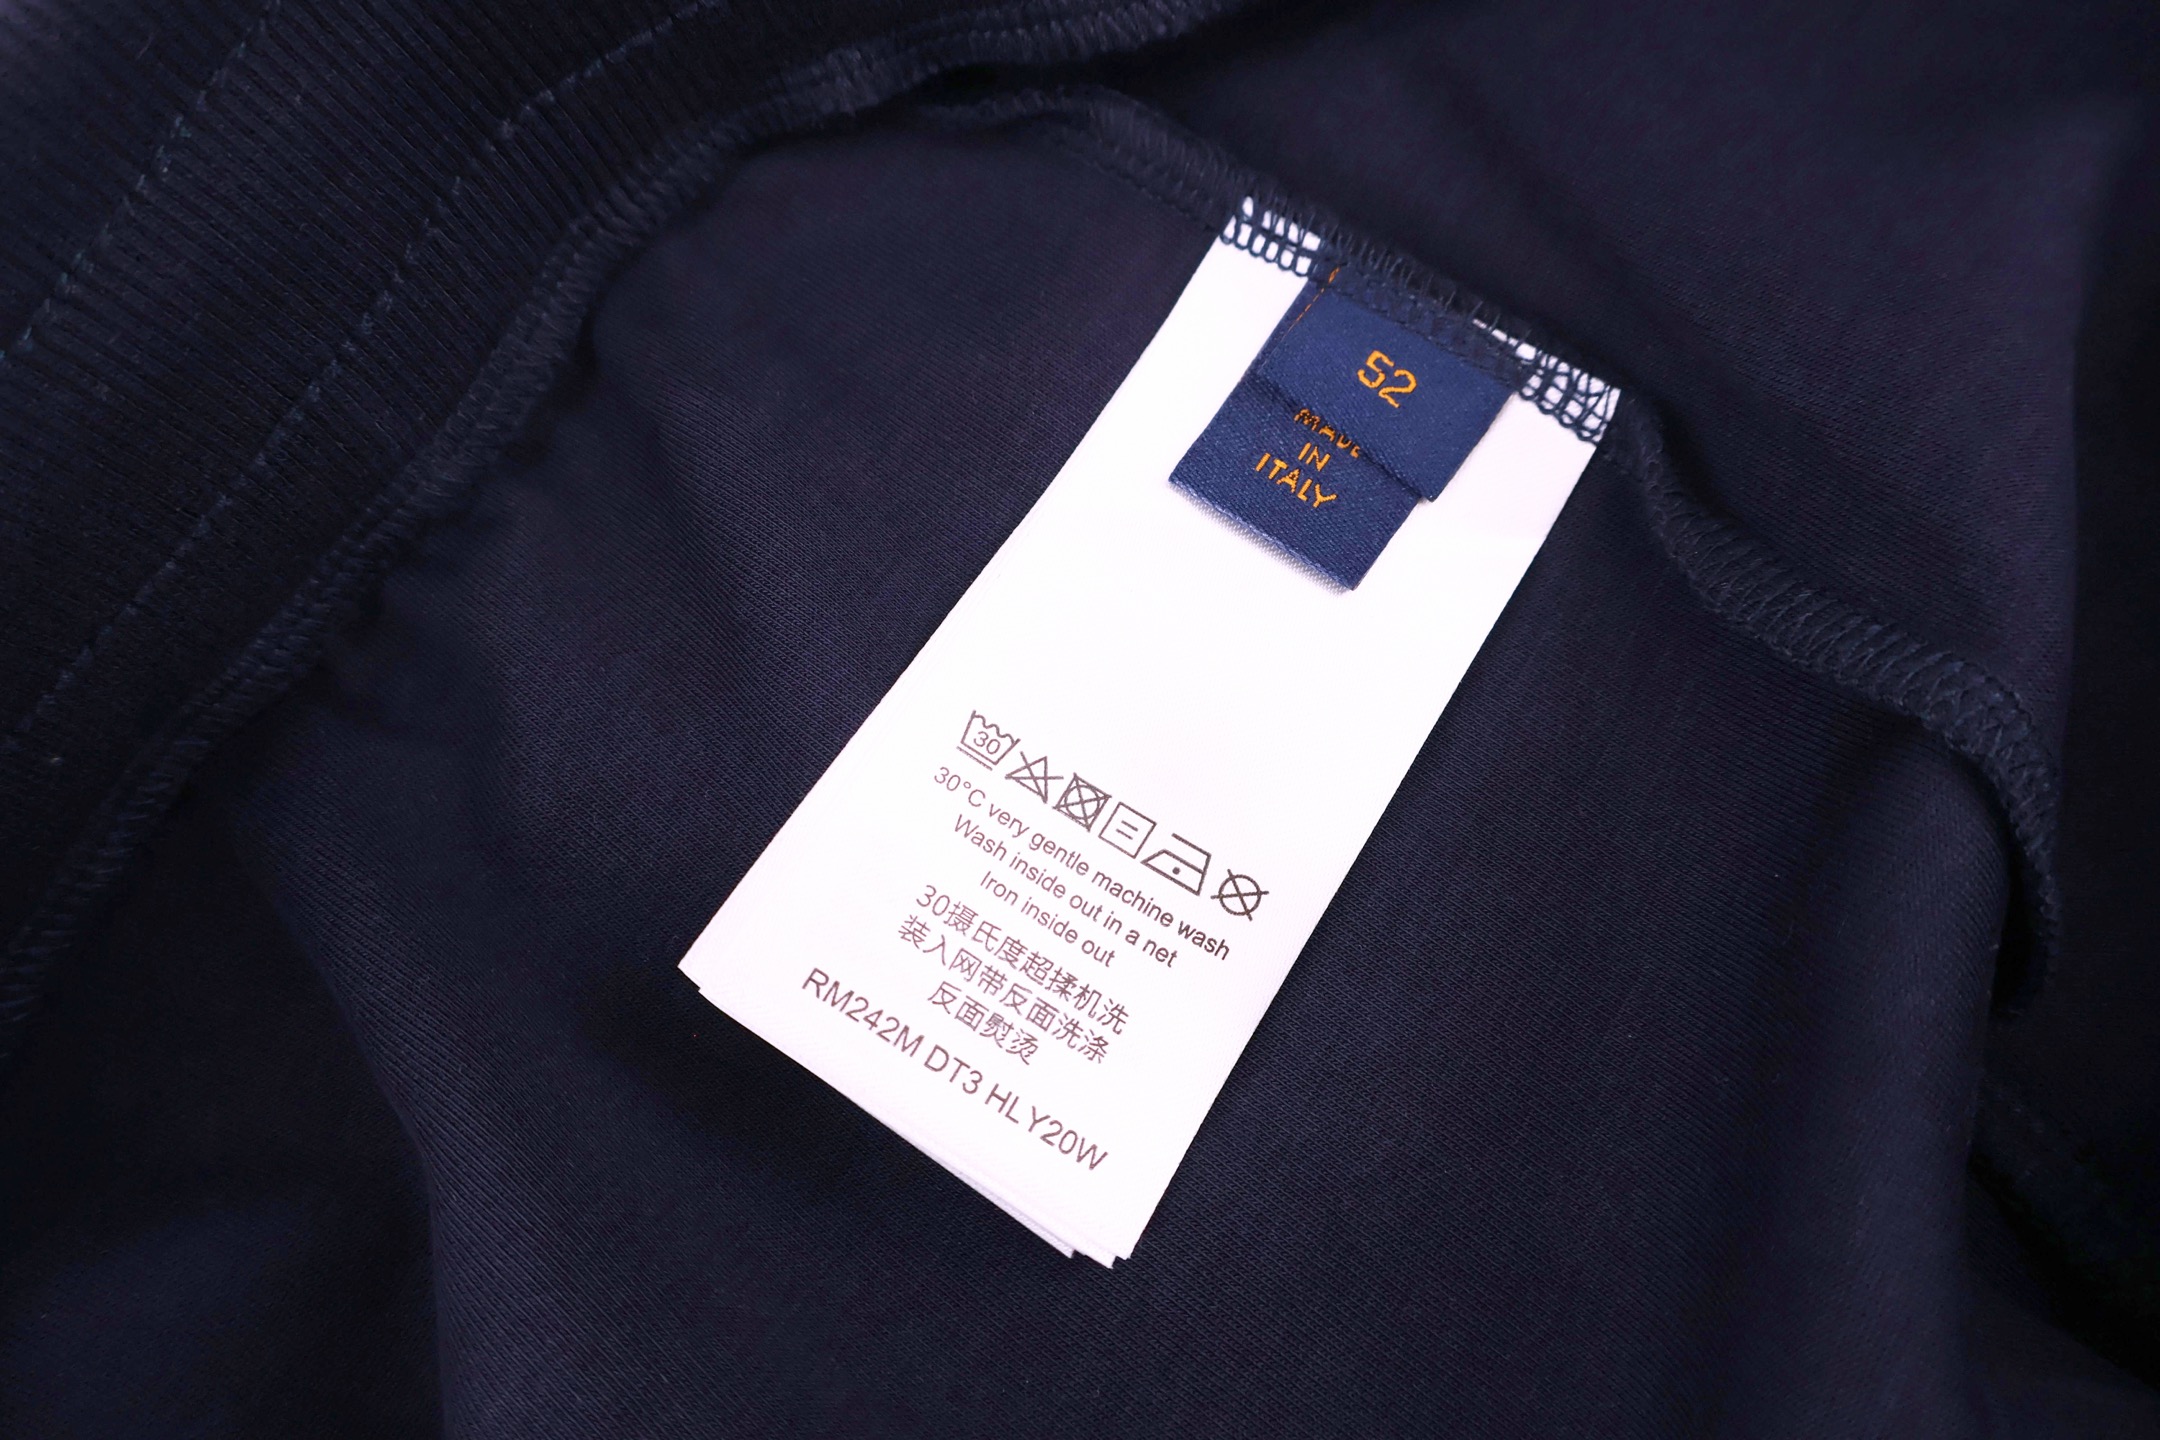 52
MADE
IN
ITALY
30
30°C very gentle machine wash
Wash inside out in a net
Iron inside out
30摄氏度超揉机洗
装入网带反面洗涤
反面熨烫
RM242M DT3 HLY20W